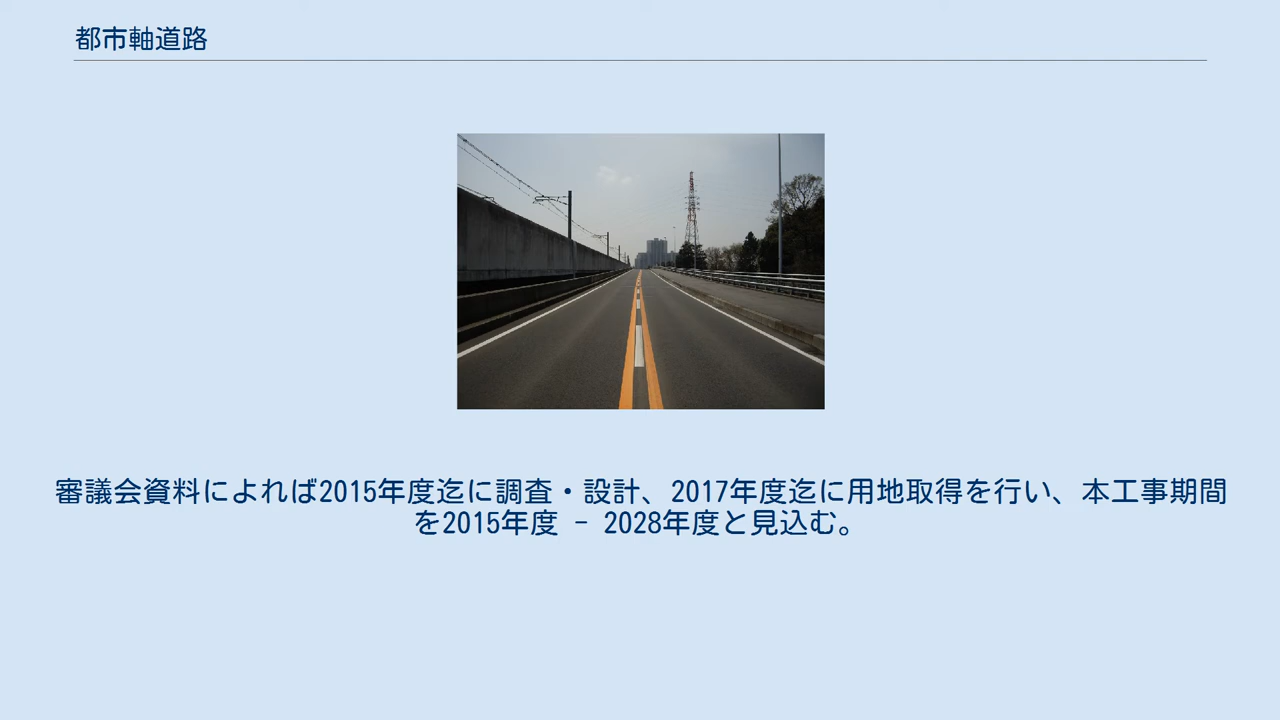 都市軸道路
審議会資料によれば2015年度迄に調査・設計、2017年度迄に用地取得を行い、本工事期間
を2015年度 - 2028年度と見込む。